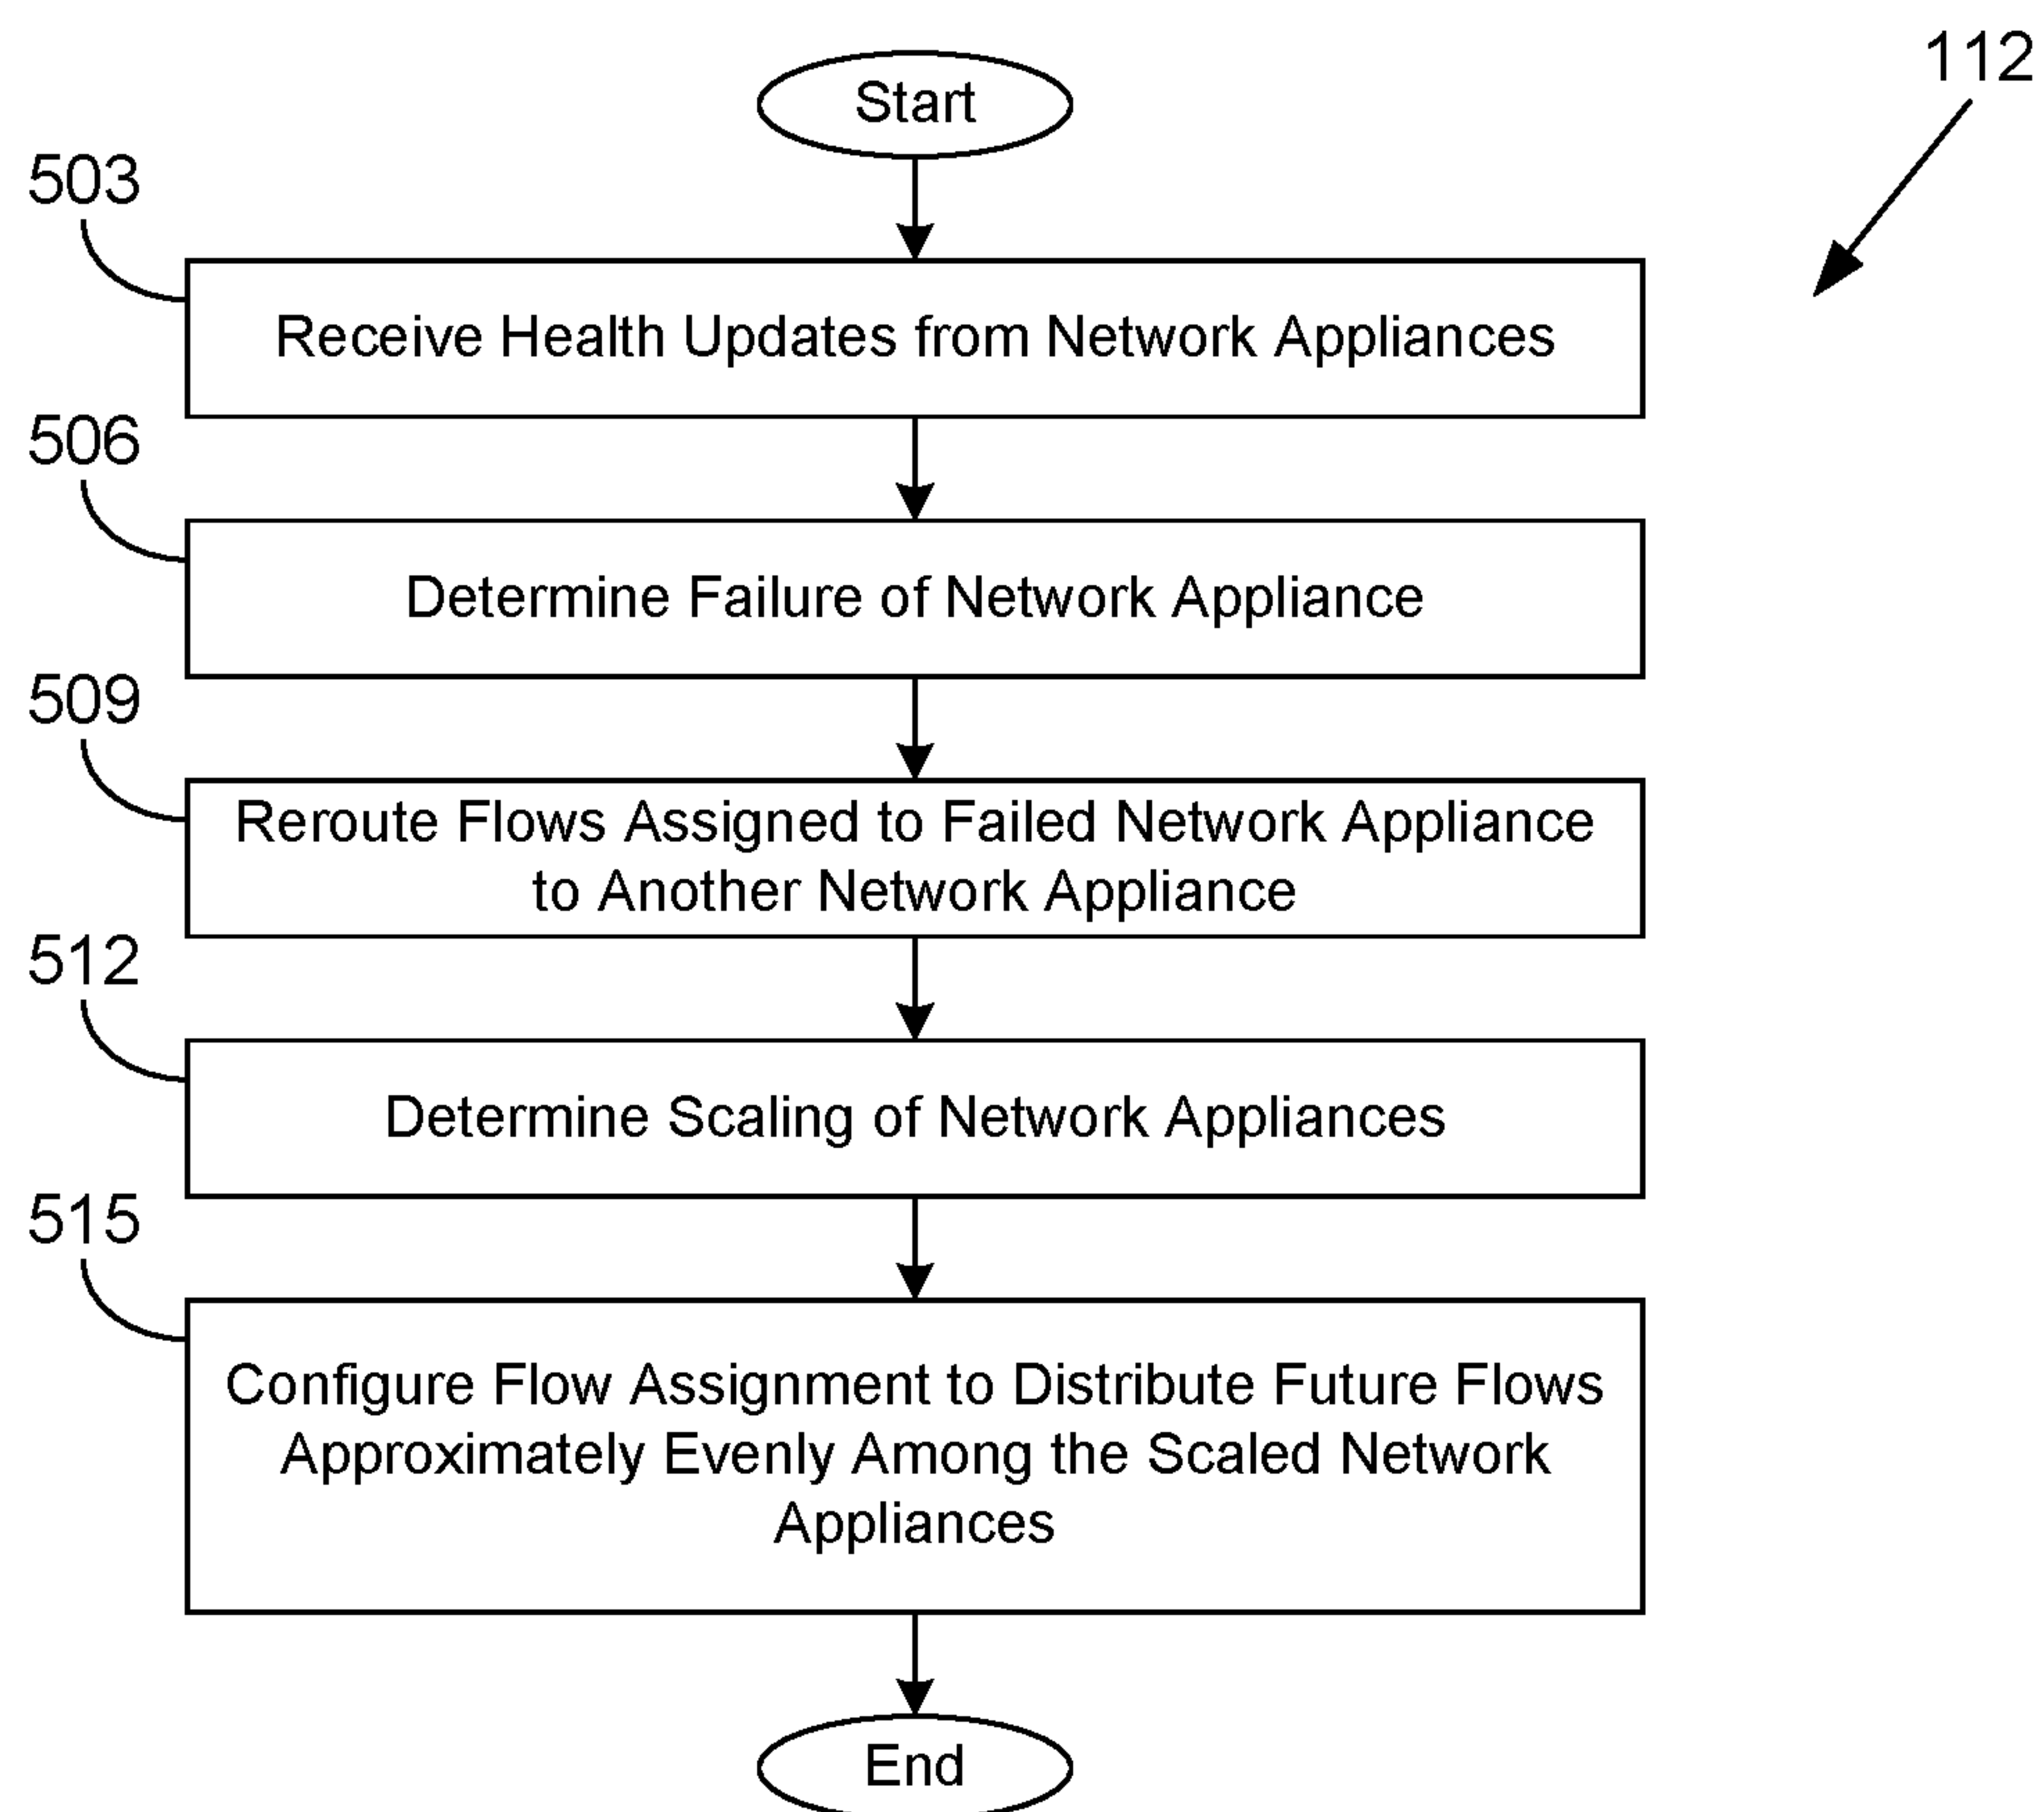 112
Start
503
Receive Health Updates from Network Appliances
506
Determine Failure of Network Appliance
509
Reroute Flows Assigned to Failed Network Appliance
to Another Network Appliance
512
Determine Scaling of Network Appliances
515
Configure Flow Assignment to Distribute Future Flows
Approximately Evenly Among the Scaled Network
Appliances
End